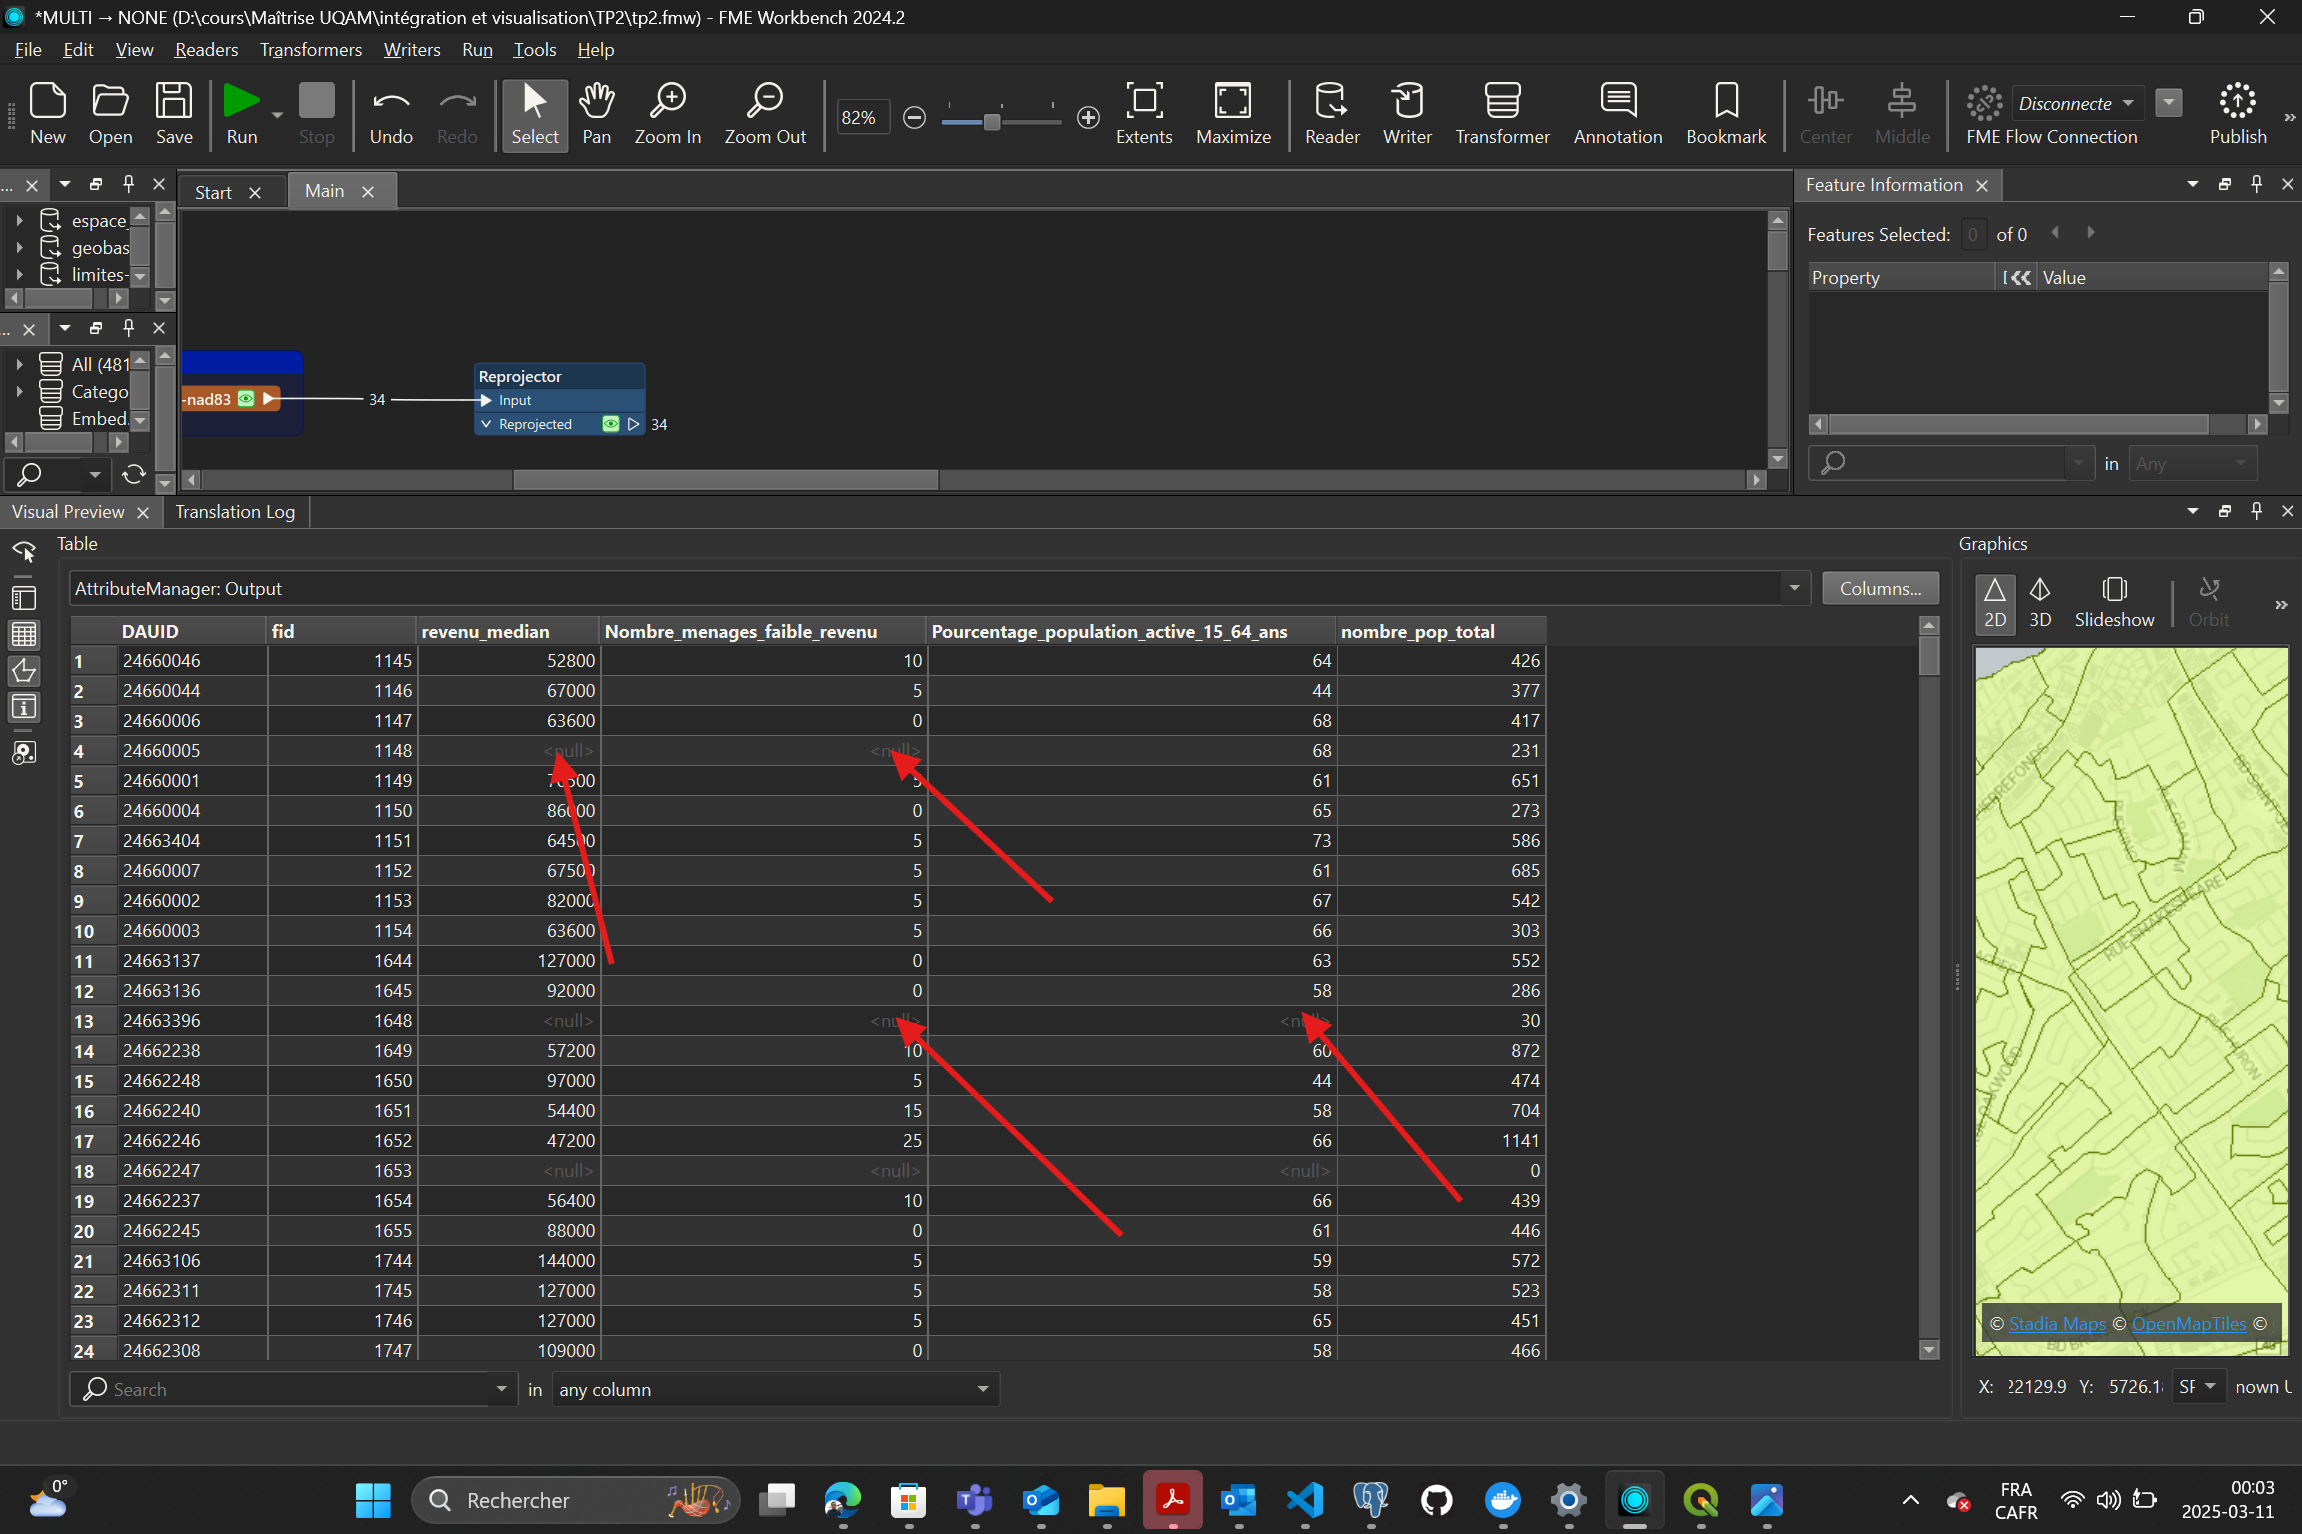 *MULTI → NONE (D:\cours\Maîtrise UQAM\intégration et visualisation\TP2\tp2.fmw) - FME Workbench 2024.2
File Edit View Readers Transformers Writers Run Tools Help
New Open Save Run Stop Undo Redo Select Pan Zoom In Zoom Out 82% Extents Maximize Reader Writer Transformer Annotation Bookmark Center Middle Disconnecte FME Flow Connection Publish
Start Main Feature Information
espace_
geobas
limites-
Features Selected: 0 of 0
Property Value
All (481
Catego
Embed.
-nad83 34 Reprojector
Input
Reprojected 34
in Any
Visual Preview Translation Log
Table Graphics
AttributeManager: Output Columns... 2D 3D Slideshow Orbit
DAUID fid revenu_median Nombre_menages_faible_revenu Pourcentage_population_active_15_64_ans nombre_pop_total
1 24660046 1145 52800 10 64 426
2 24660044 1146 67000 5 44 377
3 24660006 1147 63600 0 68 417
4 24660005 1148 <null> <null> 68 231
5 24660001 1149 5 61 651
6 24660004 1150 86000 0 65 273
7 24663404 1151 64500 5 73 586
8 24660007 1152 67500 5 61 685
9 24660002 1153 82000 5 67 542
10 24660003 1154 63600 5 66 303
11 24663137 1644 127000 0 63 552
12 24663136 1645 92000 0 58 286
13 24663396 1648 <null> <null> <null> 30
14 24662238 1649 57200 10 60 872
15 24662248 1650 97000 5 44 474
16 24662240 1651 54400 15 58 704
17 24662246 1652 47200 25 66 1141
18 24662247 1653 <null> <null> <null> 0
19 24662237 1654 56400 10 66 439
20 24662245 1655 88000 0 61 446
21 24663106 1744 144000 5 59 572
22 24662311 1745 127000 5 58 523
23 24662312 1746 127000 5 65 451
24 24662308 1747 109000 0 58 466
RUE SHAKESPEARE
© Stadia Maps © OpenMapTiles ©
Search in any column
X: 22129.9 Y: 5726.1 SF nown U
0°
Rechercher
FRA
CAFR
00:03
2025-03-11